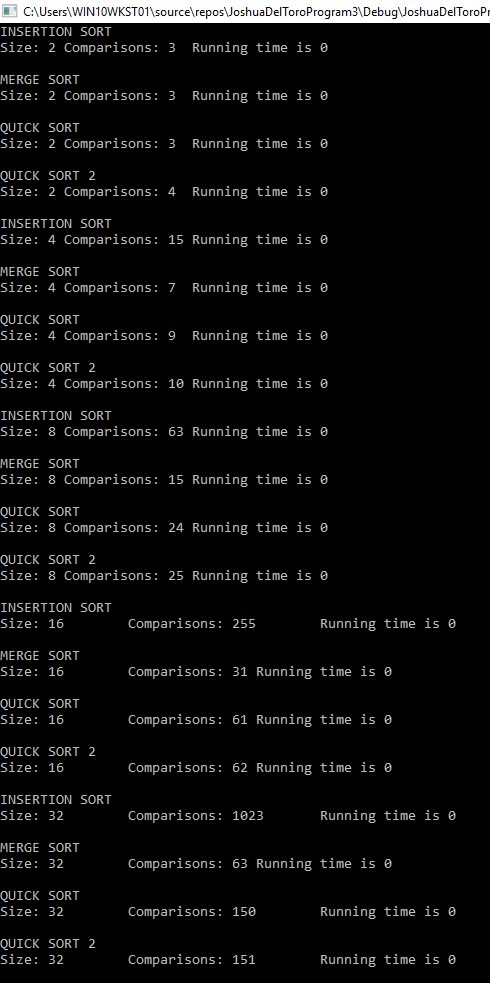 C:\Users\WIN10WKST01\source\repos\JoshuaDelToroProgram3\Debug\JoshuaDelToroPr
INSERTION SORT
Size: 2 Comparisons: 3 Running time is 0
MERGE SORT
Size: 2 Comparisons: 3 Running time is 0
QUICK SORT
Size: 2 Comparisons: 3 Running time is 0
QUICK SORT 2
Size: 2 Comparisons: 4 Running time is 0
INSERTION SORT
Size: 4 Comparisons: 15 Running time is 0
MERGE SORT
Size: 4 Comparisons: 7 Running time is 0
QUICK SORT
Size: 4 Comparisons: 9 Running time is 0
QUICK SORT 2
Size: 4 Comparisons: 10 Running time is 0
INSERTION SORT
Size: 8 Comparisons: 63 Running time is 0
MERGE SORT
Size: 8 Comparisons: 15 Running time is 0
QUICK SORT
Size: 8 Comparisons: 24 Running time is 0
QUICK SORT 2
Size: 8 Comparisons: 25 Running time is 0
INSERTION SORT
Size: 16 Comparisons: 255 Running time is 0
MERGE SORT
Size: 16 Comparisons: 31 Running time is 0
QUICK SORT
Size: 16 Comparisons: 61 Running time is 0
QUICK SORT 2
Size: 16 Comparisons: 62 Running time is 0
INSERTION SORT
Size: 32 Comparisons: 1023 Running time is 0
MERGE SORT
Size: 32 Comparisons: 63 Running time is 0
QUICK SORT
Size: 32 Comparisons: 150 Running time is 0
QUICK SORT 2
Size: 32 Comparisons: 151 Running time is 0